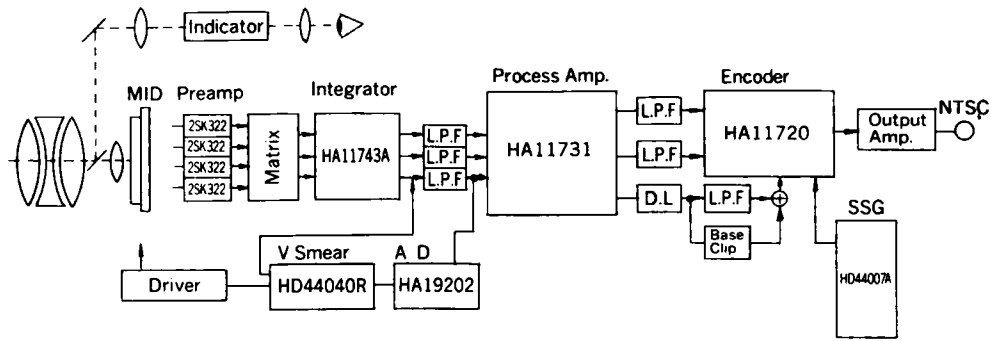 Indicator
MID
Preamp
Integrator
Process Amp.
Encoder
2SK322
2SK322
2SK322
2SK322
Matrix
HA11743A
L.P.F
L.P.F
L.P.F
HA11731
L.P.F
L.P.F
D.L
L.P.F
Base
Clip
HA11720
Output
Amp.
NTSC
SSG
HD44007A
V Smear
A D
Driver
HD44040R
HA19202